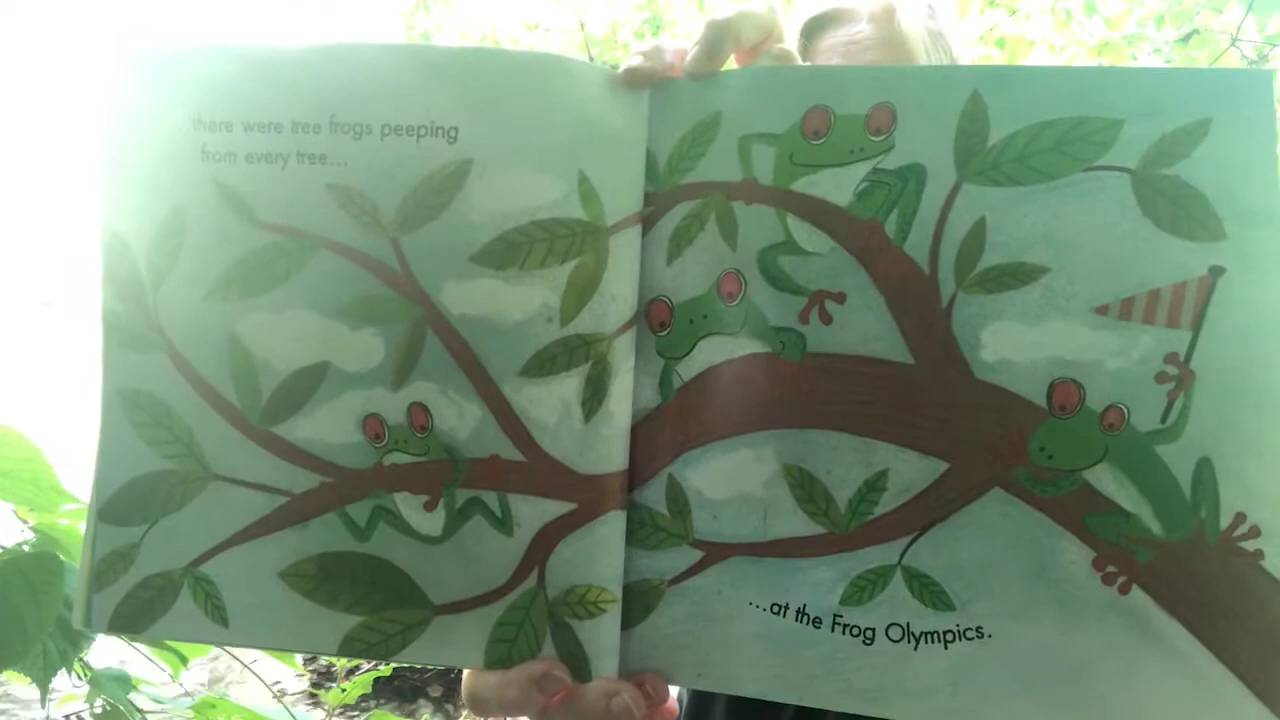 there were tree frogs peeping
from every tree...
...at the Frog Olympics.